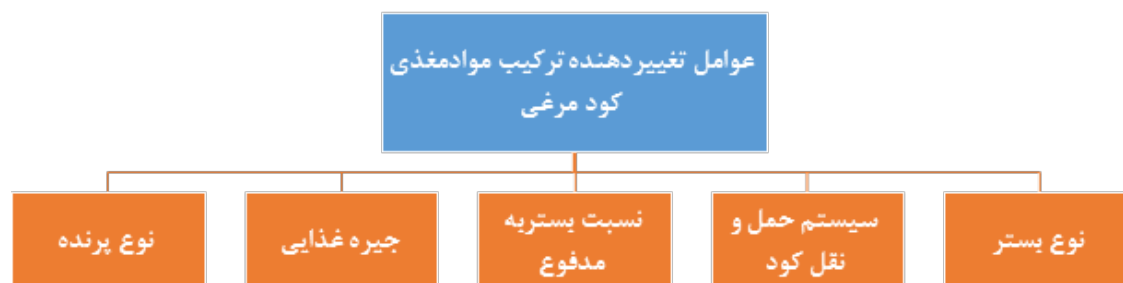 عوامل تغییردهنده ترکیب موادمغذی
کود مرغی
نوع بستر
سیستم حمل و
نقل کود
نسبت بستربه
مدفوع
جیره غذایی
نوع پرنده